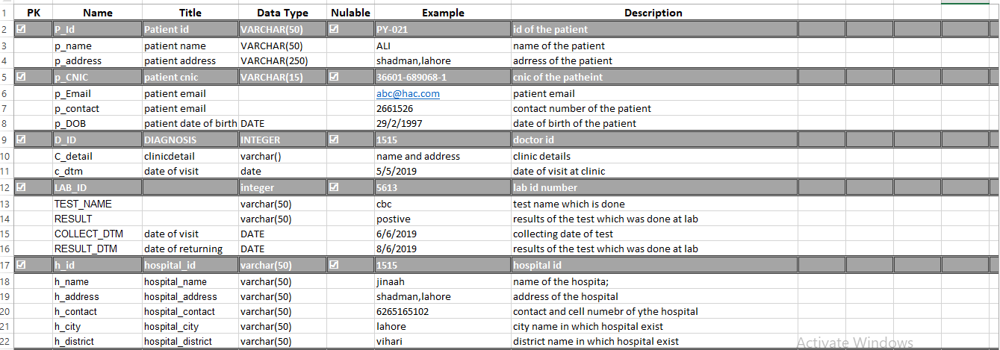 1 PK Name Title Data Type Nulable Example Description
2 ☑ P_Id Patient id VARCHAR(50) ☑ PY-021 id of the patient
3 p_name patient name VARCHAR(50) ALI name of the patient
4 p_address patient address VARCHAR(250) shadman,lahore adrress of the patient
5 ☑ p_CNIC patient cnic VARCHAR(15) ☑ 36601-689068-1 cnic of the patheint
6 p_Email patient email abc@hac.com patient email
7 p_contact patient email 2661526 contact number of the patient
8 p_DOB patient date of birth DATE 29/2/1997 date of birth of the patient
9 ☑ D_ID DIAGNOSIS INTEGER ☑ 1515 doctor id
10 C_detail clinicdetail varchar() name and address clinic details
11 c_dtm date of visit date 5/5/2019 date of visit at clinic
12 ☑ LAB_ID integer ☑ 5613 lab id number
13 TEST_NAME varchar(50) cbc test name which is done
14 RESULT varchar(50) postive results of the test which was done at lab
15 COLLECT_DTM date of visit DATE 6/6/2019 collecting date of test
16 RESULT_DTM date of returning DATE 8/6/2019 results of the test which was done at lab
17 ☑ h_id hospital_id varchar(50) ☑ 1515 hospital id
18 h_name hospital_name varchar(50) jinaah name of the hospita;
19 h_address hospital_address varchar(50) shadman,lahore address of the hospital
20 h_contact hospital_contact varchar(50) 6265165102 contact and cell numebr of ythe hospital
21 h_city hospital_city varchar(50) lahore city name in which hospital exist
22 h_district hospital_district varchar(50) vihari district name in which hospital exist
Activate Windows